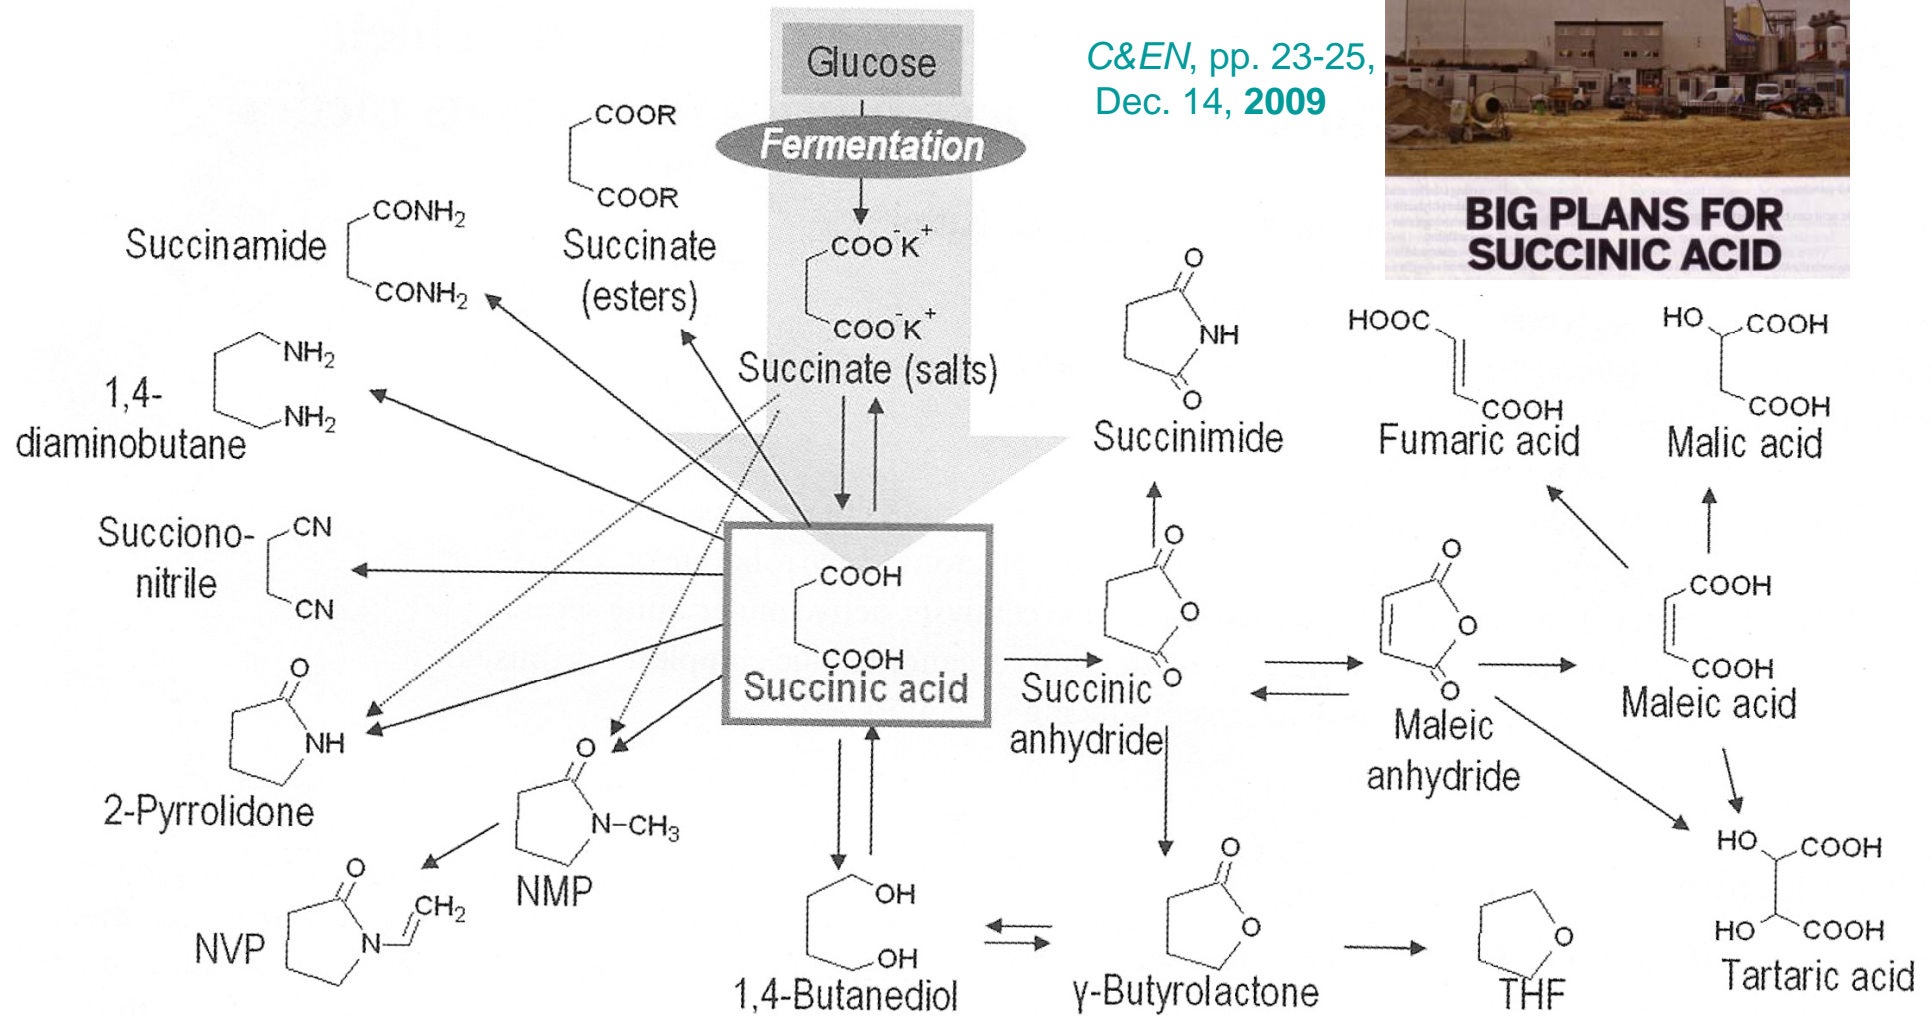 Glucose
Fermentation
C&EN, pp. 23-25,
Dec. 14, 2009
BIG PLANS FOR
SUCCINIC ACID
COOR
COOR
Succinate
(esters)
CONH2
CONH2
Succinamide
COO-K+
COO-K+
Succinate (salts)
NH2
NH2
1,4-
diaminobutane
O
NH
O
Succinimide
HOOC
COOH
Fumaric acid
HO
COOH
COOH
Malic acid
CN
CN
Succiono-
nitrile
COOH
COOH
Succinic acid
O
O
O
Succinic
anhydride
O
O
O
Maleic
anhydride
COOH
COOH
Maleic acid
O
NH
2-Pyrrolidone
O
N-CH3
NMP
O
N
CH2
NVP
OH
OH
1,4-Butanediol
O
O
γ-Butyrolactone
O
THF
HO
COOH
HO
COOH
Tartaric acid